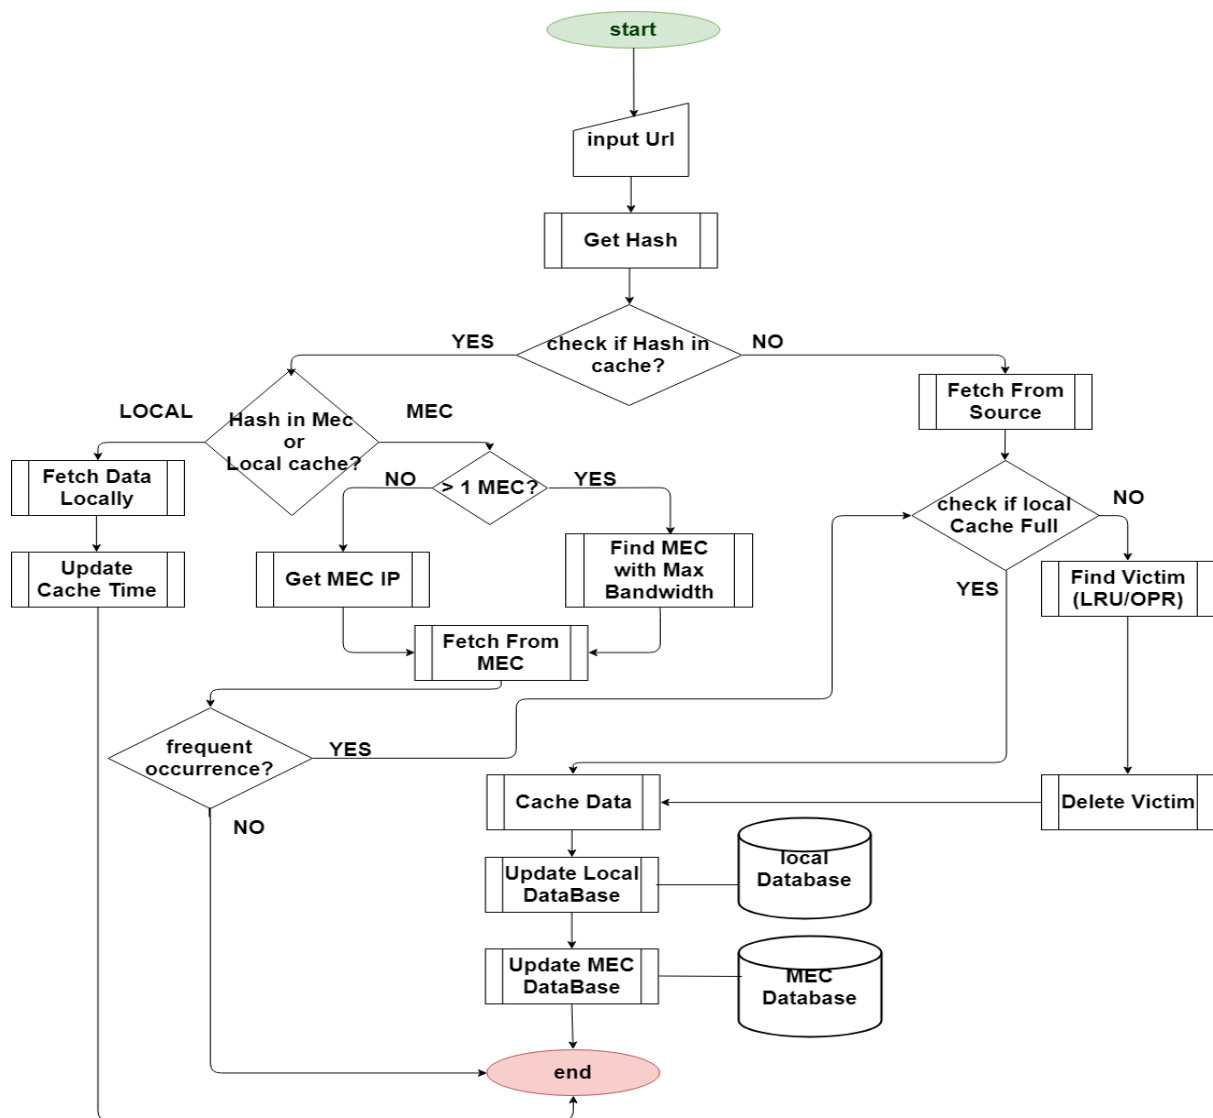 start
input Url
Get Hash
check if Hash in
cache?
YES
NO
Fetch From
Source
LOCAL
MEC
Hash in Mec
or
Local cache?
Fetch Data
Locally
NO
> 1 MEC?
YES
check if local
Cache Full
NO
YES
Update
Cache Time
Get MEC IP
Find MEC
with Max
Bandwidth
Find Victim
(LRU/OPR)
Fetch From
MEC
frequent
occurrence?
YES
NO
Cache Data
Delete Victim
Update Local
DataBase
local
Database
Update MEC
DataBase
MEC
Database
end